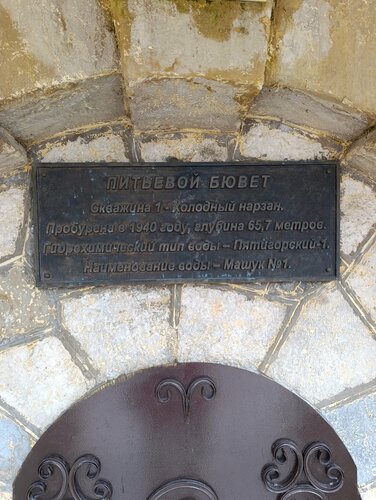 ПИТЬЕВОЙ БЮВЕТ
Скважина 1 - Холодный нарзан.
Пробурена в 1940 году, глубина 65,7 метров.
Гидрохимический тип воды – Пятигорский-1.
Наименование воды – Машук №1.